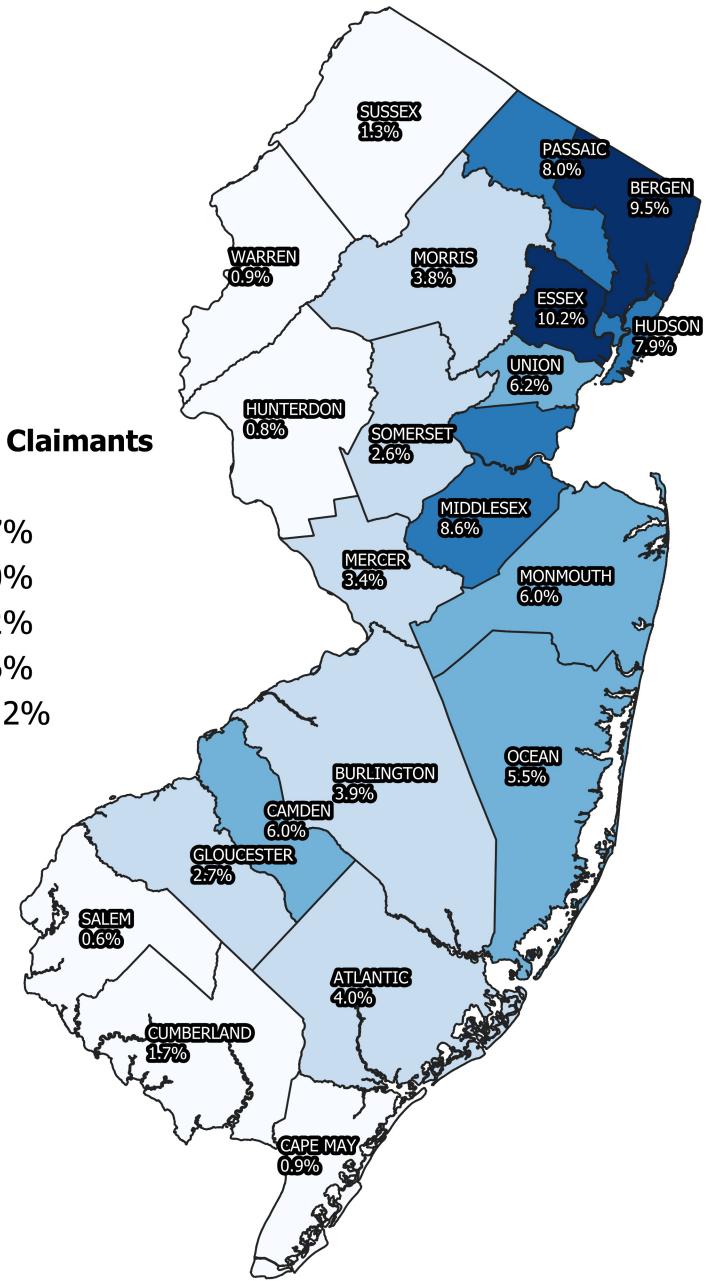 SUSSEX
1.3%
PASSAIC
8.0%
BERGEN
9.5%
WARREN
0.9%
MORRIS
3.8%
ESSEX
10.2%
HUDSON
7.9%
UNION
6.2%
HUNTERDON
0.8%
SOMERSET
2.6%
Claimants
MIDDLESEX
8.6%
MERCER
3.4%
MONMOUTH
6.0%
%
%
%
%
2%
OCEAN
5.5%
BURLINGTON
3.9%
CAMDEN
6.0%
GLOUCESTER
2.7%
SALEM
0.6%
ATLANTIC
4.0%
CUMBERLAND
1.7%
CAPE MAY
0.9%